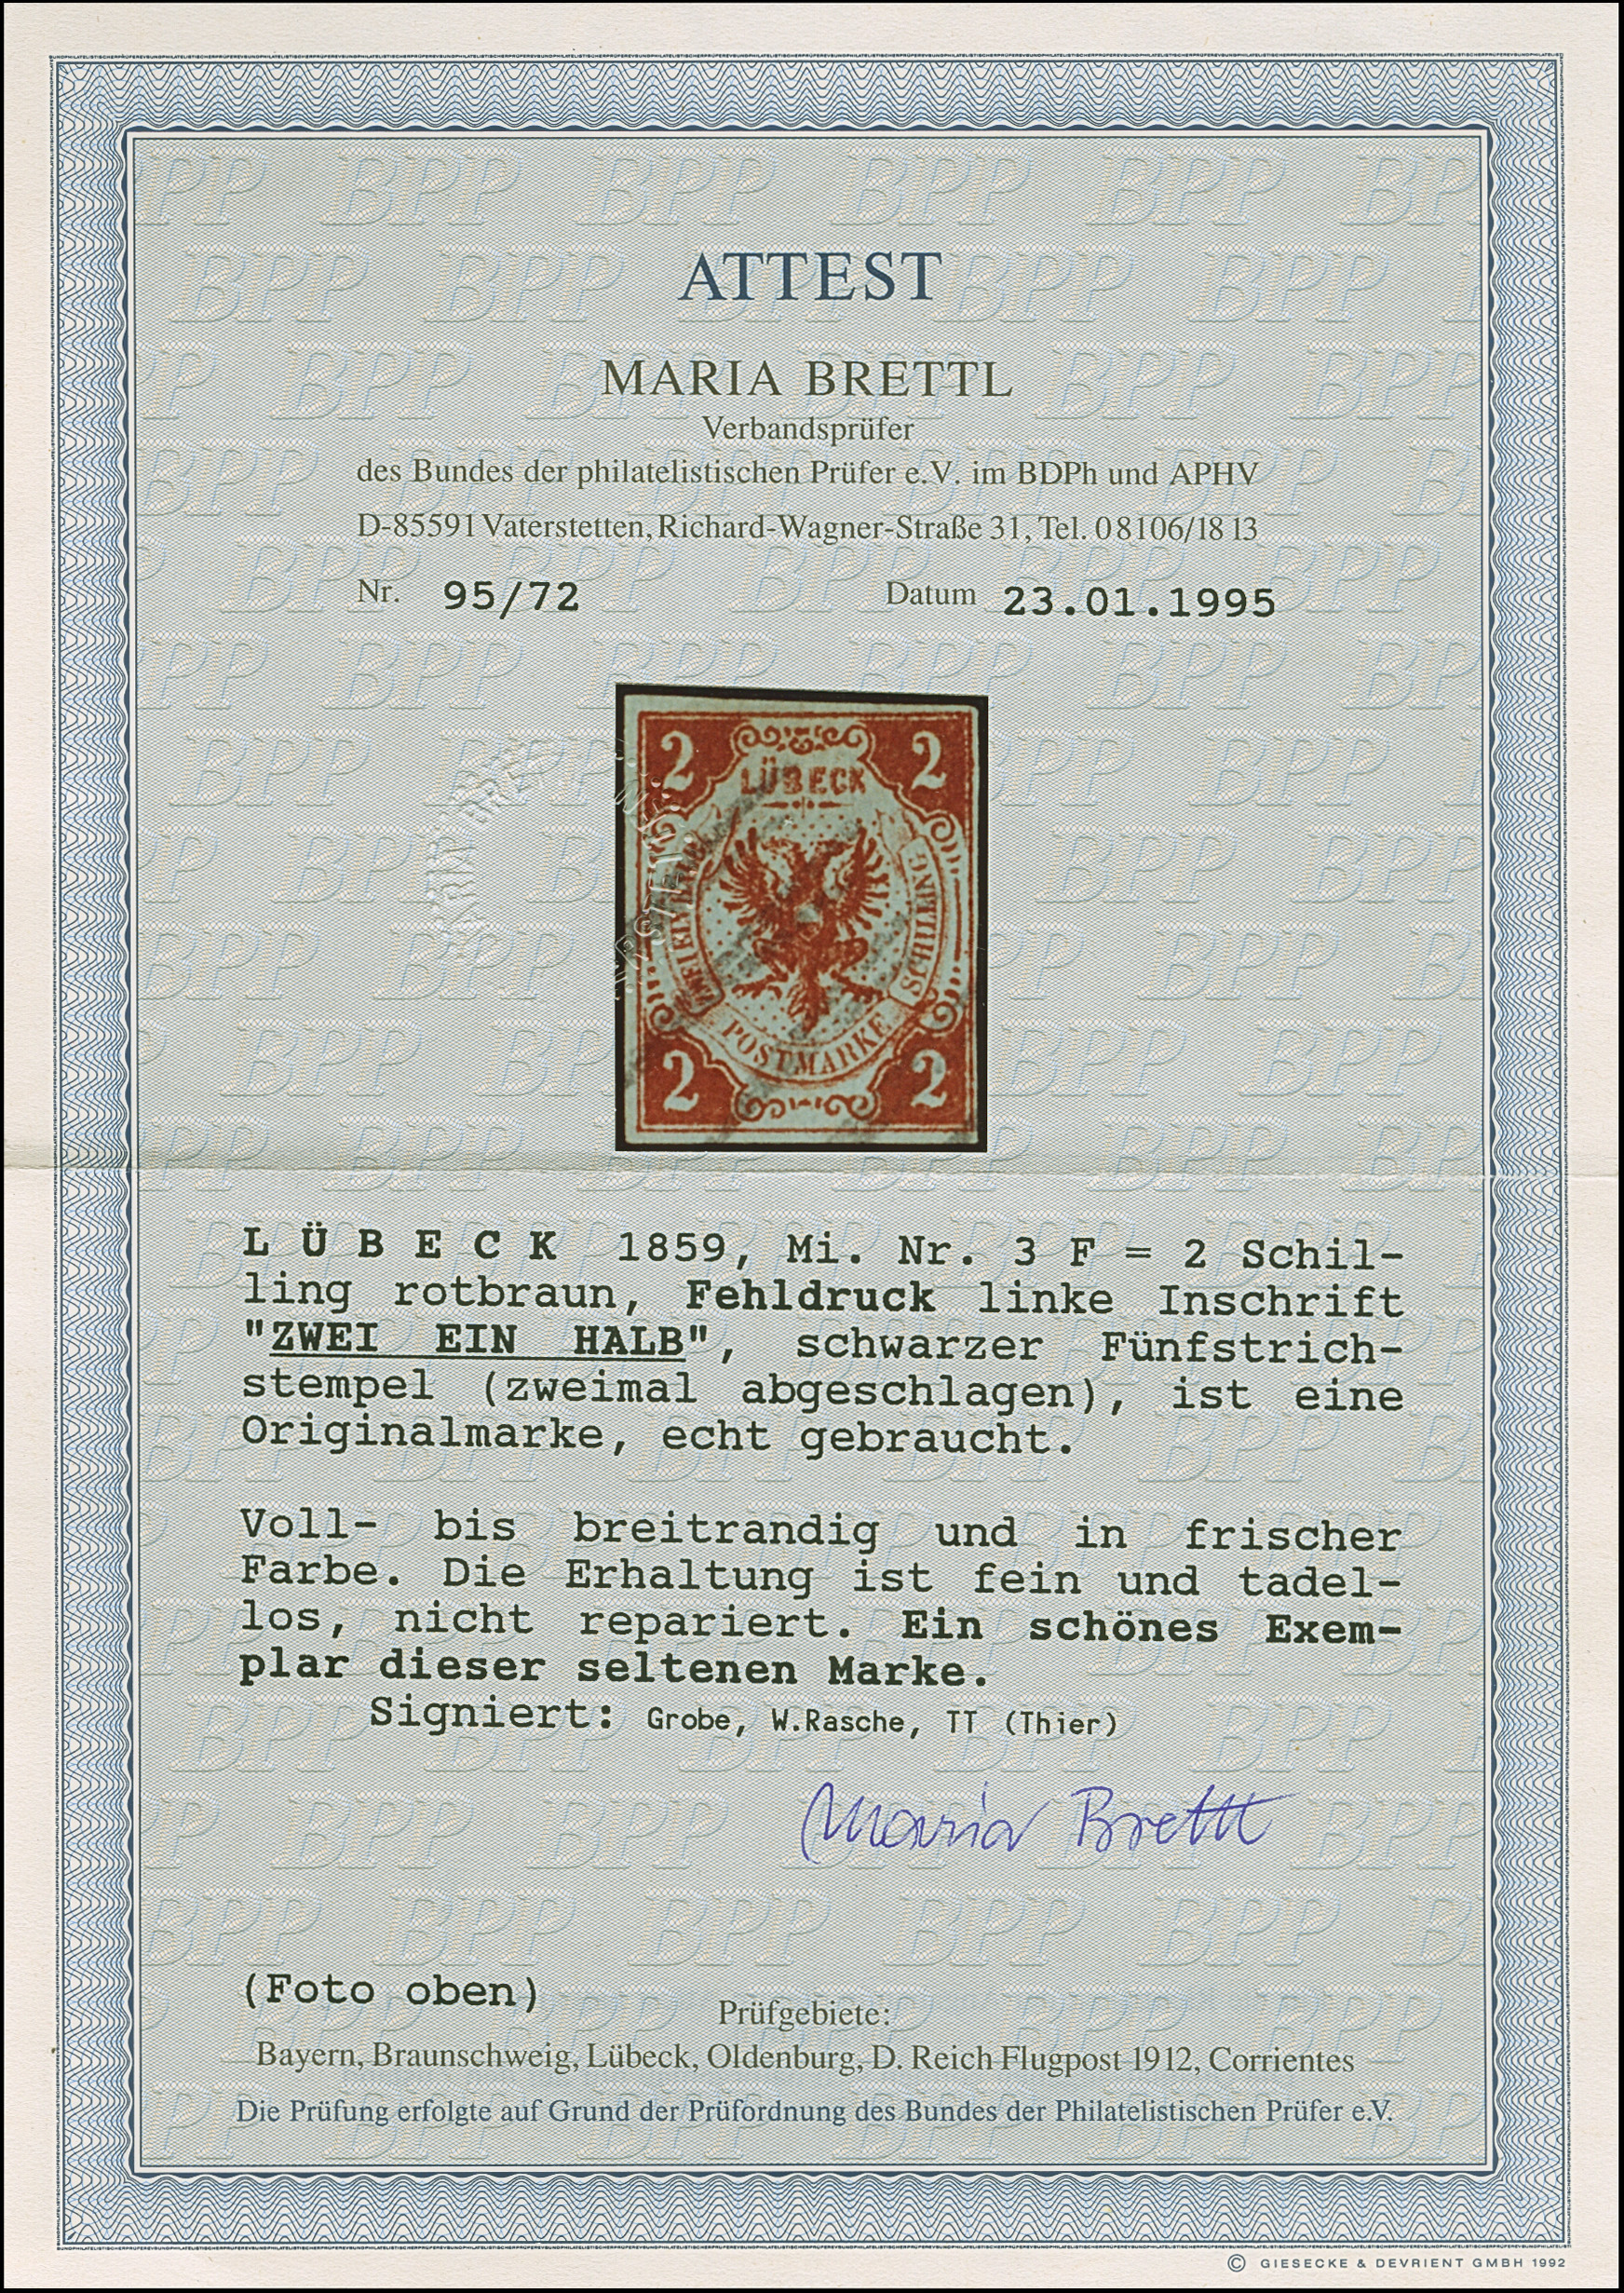 ATTEST
MARIA BRETTL
Verbandsprüfer
des Bundes der philatelistischen Prüfer e.V. im BDPh und APHV
D-85591 Vaterstetten, Richard-Wagner-Straße 31, Tel. 0 81 06/18 13
Nr. 95/72 Datum 23.01.1995
2 2
LÜBECK
SCHILLING
POSTMARKE
2 2
L Ü B E C K 1859, Mi. Nr. 3 F = 2 Schil-
ling rotbraun, Fehldruck linke Inschrift
"ZWEI EIN HALB", schwarzer Fünfstrich-
stempel (zweimal abgeschlagen), ist eine
Originalmarke, echt gebraucht.
Voll- bis breitrandig und in frischer
Farbe. Die Erhaltung ist fein und tadel-
los, nicht repariert. Ein schönes Exem-
plar dieser seltenen Marke.
Signiert: Grobe, W.Rasche, TT (Thier)
Maria Brettl
(Foto oben)
Prüfgebiete:
Bayern, Braunschweig, Lübeck, Oldenburg, D. Reich Flugpost 1912, Corrientes
Die Prüfung erfolgte auf Grund der Prüfordnung des Bundes der Philatelistischen Prüfer e.V.
© GIESECKE & DEVRIENT GMBH 1992